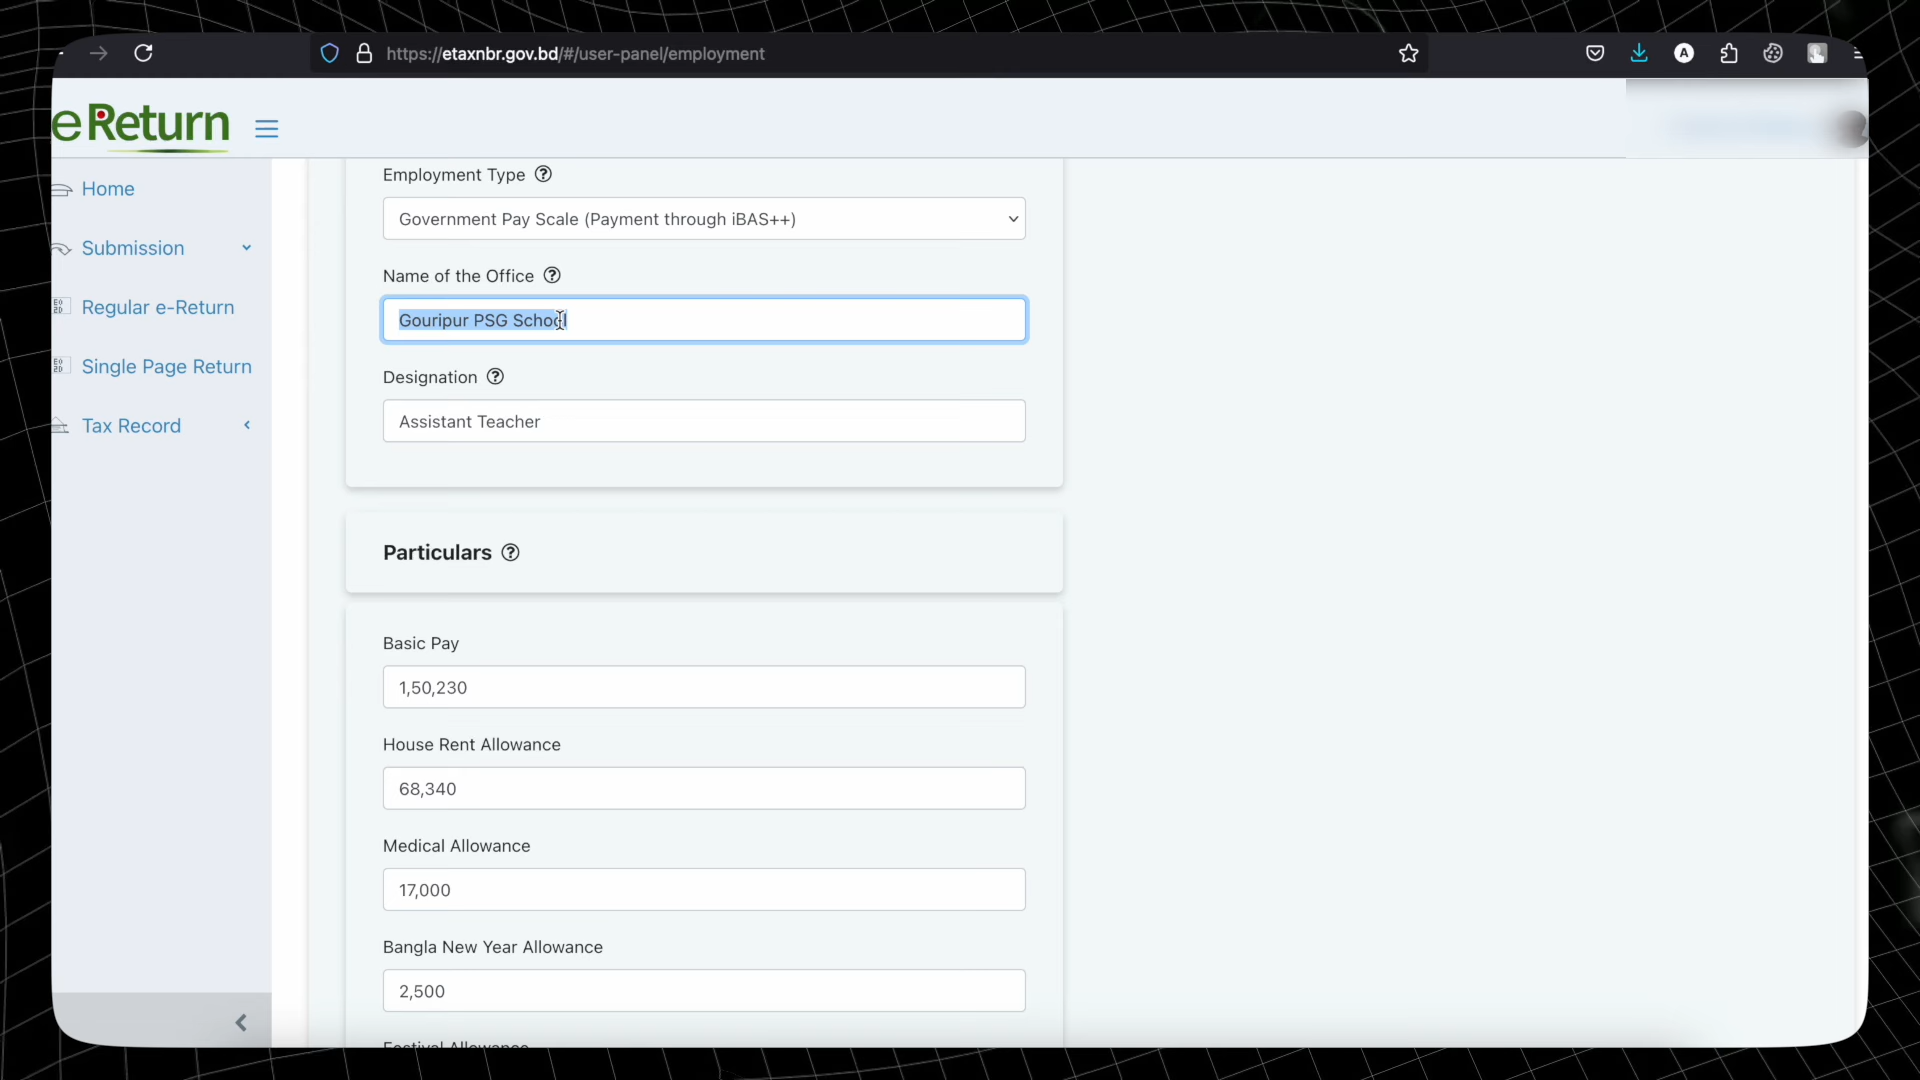 https://etaxnbr.gov.bd/#/user-panel/employment
A
eReturn
Home
Submission
Regular e-Return
Single Page Return
Tax Record
Employment Type
Government Pay Scale (Payment through iBAS++)
Name of the Office
Gouripur PSG School
Designation
Assistant Teacher
Particulars
Basic Pay
1,50,230
House Rent Allowance
68,340
Medical Allowance
17,000
Bangla New Year Allowance
2,500
Festival Allowance